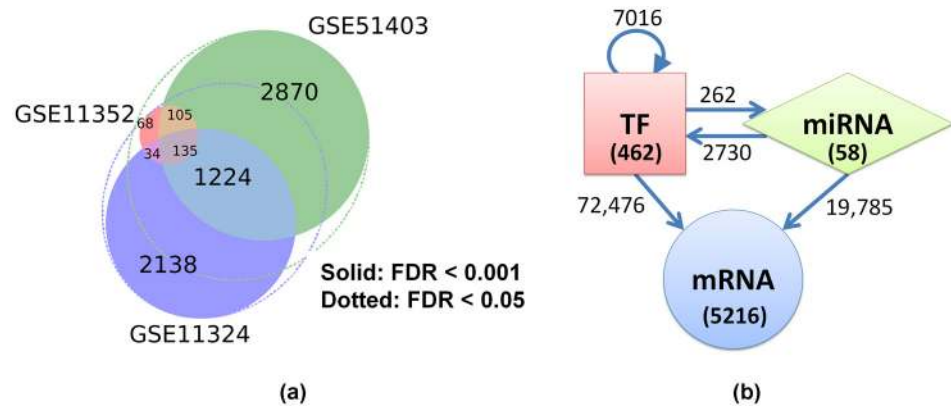 GSE51403
2870
GSE11352
68
105
34
135
1224
2138
GSE11324
Solid: FDR < 0.001
Dotted: FDR < 0.05
(a)
7016
TF
(462)
262
2730
miRNA
(58)
72,476
19,785
mRNA
(5216)
(b)